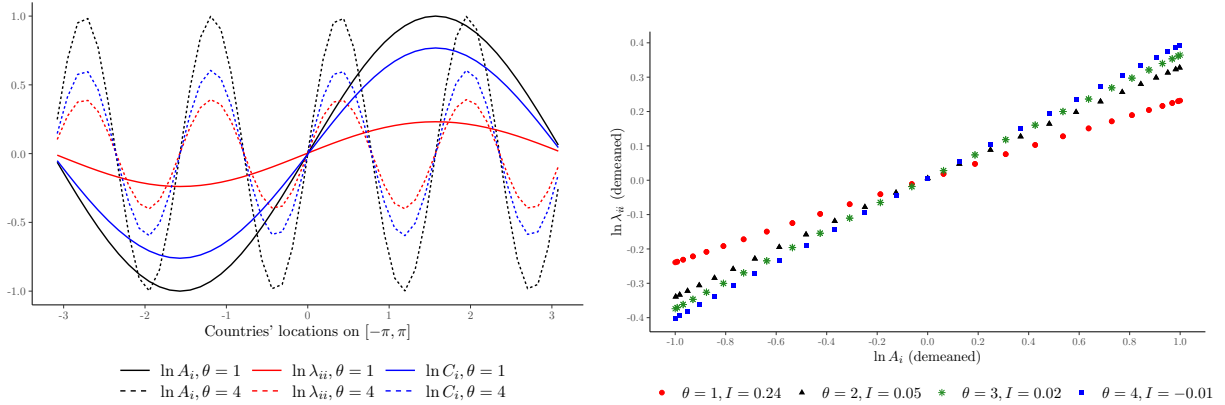 1.0
0.5
0.0
-0.5
-1.0
-3
-2
-1
0
1
2
3
Countries' locations on [−π, π]
ln A_i, θ = 1
ln λ_ii, θ = 1
ln C_i, θ = 1
ln A_i, θ = 4
ln λ_ii, θ = 4
ln C_i, θ = 4
ln λ_ii (demeaned)
0.4
0.3
0.2
0.1
0.0
-0.1
-0.2
-0.3
-0.4
-1.0
-0.8
-0.6
-0.4
-0.2
0.0
0.2
0.4
0.6
0.8
1.0
ln A_i (demeaned)
θ = 1, I = 0.24
θ = 2, I = 0.05
θ = 3, I = 0.02
θ = 4, I = −0.01